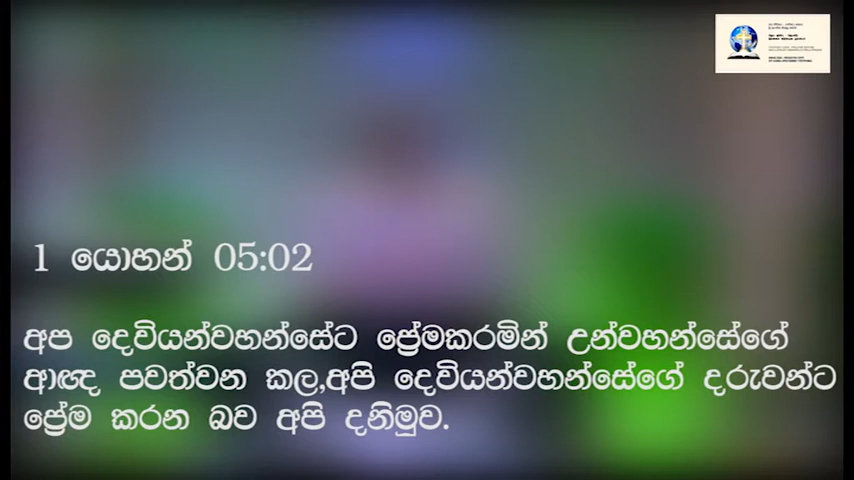 1 යොහන් 05:02
අප දෙවියන්වහන්සේට ප්‍රේමකරමින් උන්වහන්සේගේ
ආඥා පවත්වන කල,අපි දෙවියන්වහන්සේගේ දරුවන්ට
ප්‍රේම කරන බව අපි දනිමුව.